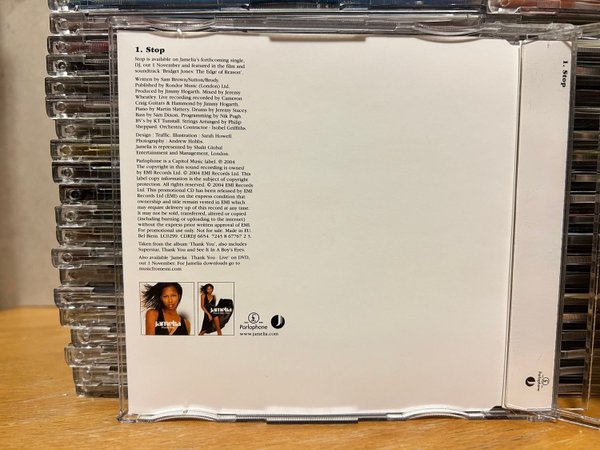 1. Stop
Stop is available on Jamelia's forthcoming single,
DJ, out 1 November and featured in the film and
soundtrack 'Bridget Jones: The Edge of Reason'.
Written by Sam Brown/Sutton/Brody.
Published by Rondor Music (London) Ltd.
Produced by Jimmy Hogarth. Mixed by Jeremy
Wheatley. Live recording recorded by Cameron
Craig Guitars & Hammond by Jimmy Hogarth.
Piano by Martin Slattery. Drums by Jeremy Stacey.
Bass by Sam Dixon. Programming by Nik Pugh
BV's by KT Tunstall. Strings Arranged by Philip
Sheppard. Orchestra Contractor - Isobel Griffiths.
Design : Traffic. Illustration : Sarah Howell
Photography : Andrew Hobbs.
Jamelia is represented by Shalit Global
Entertainment and Management, London.
Parlophone is a Capitol Music label. ℗ 2004
The copyright in this sound recording is owned
by EMI Records Ltd. © 2004 EMI Records Ltd. This
label copy information is the subject of copyright
protection. All rights reserved. © 2004 EMI Records
Ltd. This promotional CD has been released by EMI
Records Ltd (EMI) on the express condition that
ownership and title remain vested in EMI which
may require delivery up of this record at any time.
It may not be sold, transferred, altered or copied
(including burning or uploading to the internet)
without the express prior written approval of EMI.
For promotional use only. Not for sale. Made in EU.
Bel Biem. LC0299. CDRDJ 6654. 7243 8 67767 2 3.
Taken from the album 'Thank You', also includes
Superstar, Thank You and See It In A Boy's Eyes.
Also available 'Jamelia : Thank You - Live' on DVD,
out 1 November. For Jamelia downloads go to
musicfromemi.com
jamelia
jamelia
Parlophone
www.jamelia.com
1. Stop
Parlophone